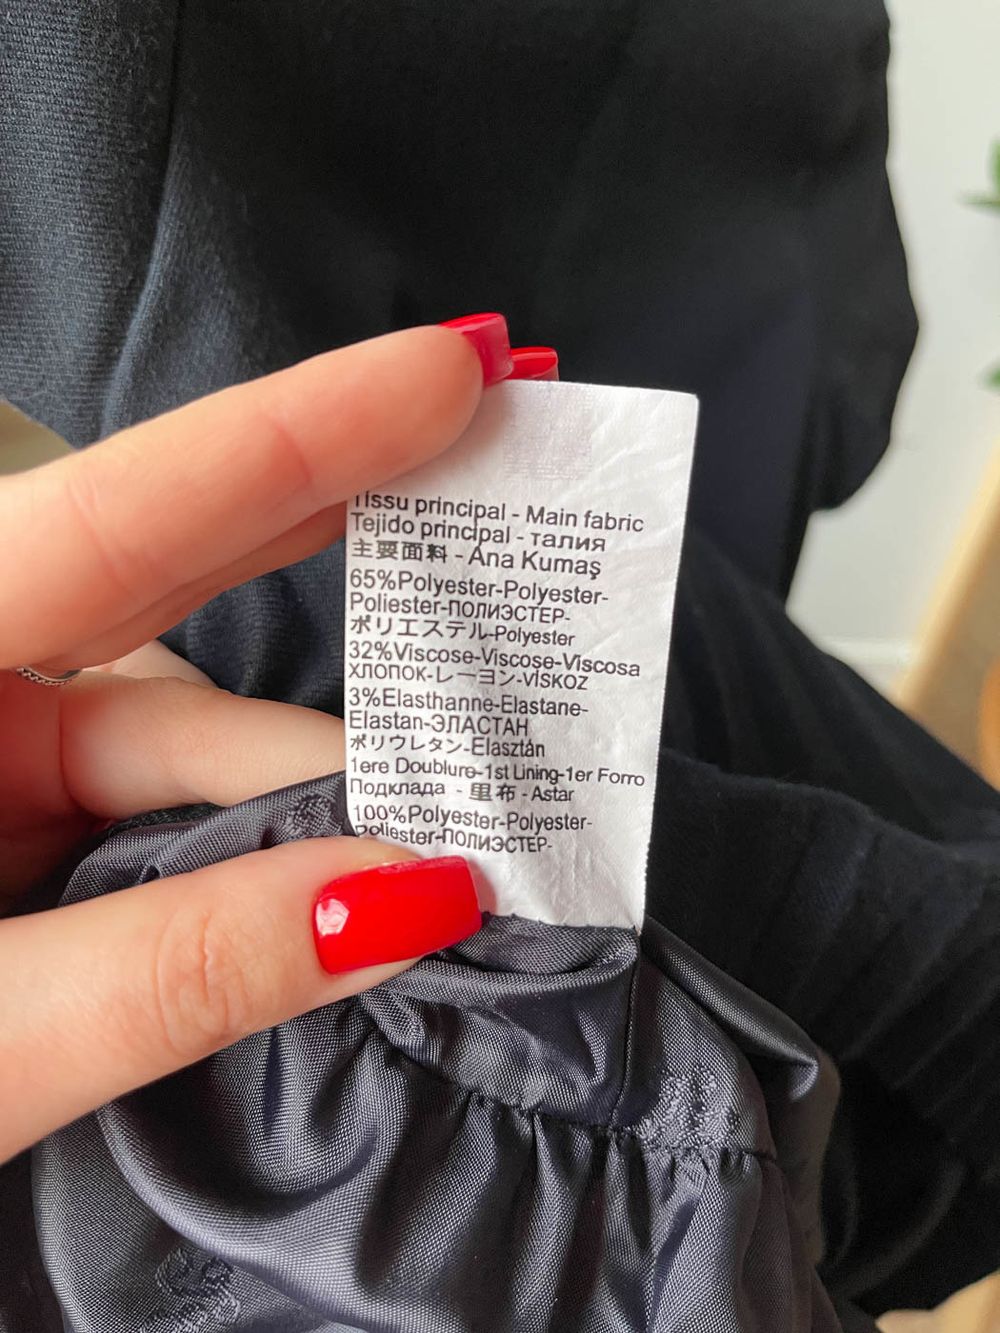 Tissu principal - Main fabric
Tejido principal - талия
主要面料 - Ana Kumaş
65%Polyester-Polyester-
Poliester-ПОЛИЭСТЕР-
ポリエステル-Polyester
32%Viscose-Viscose-Viscosa
ХЛОПОК-レーヨン-VİSKOZ
3%Elasthanne-Elastane-
Elastan-ЭЛАСТАН
ポリウレタン-Elasztán
1ere Doublure-1st Lining-1er Forro
Подклада - 里布 - Astar
100%Polyester-Polyester-
Poliester-ПОЛИЭСТЕР-